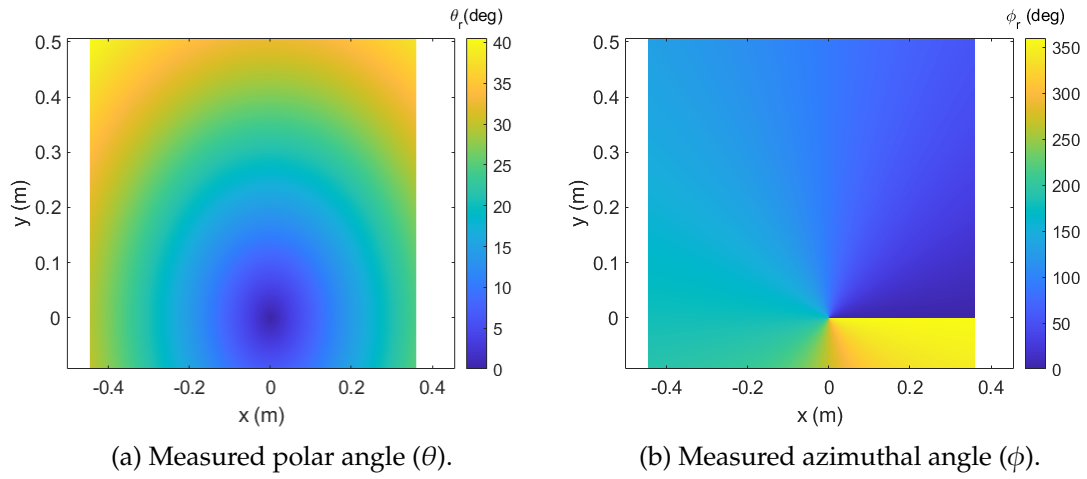 θr(deg)
0.5
0.4
0.3
0.2
0.1
0
y (m)
-0.4 -0.2 0 0.2 0.4
x (m)
40
35
30
25
20
15
10
5
0
(a) Measured polar angle (θ).
ϕr (deg)
0.5
0.4
0.3
0.2
0.1
0
y (m)
-0.4 -0.2 0 0.2 0.4
x (m)
350
300
250
200
150
100
50
0
(b) Measured azimuthal angle (ϕ).